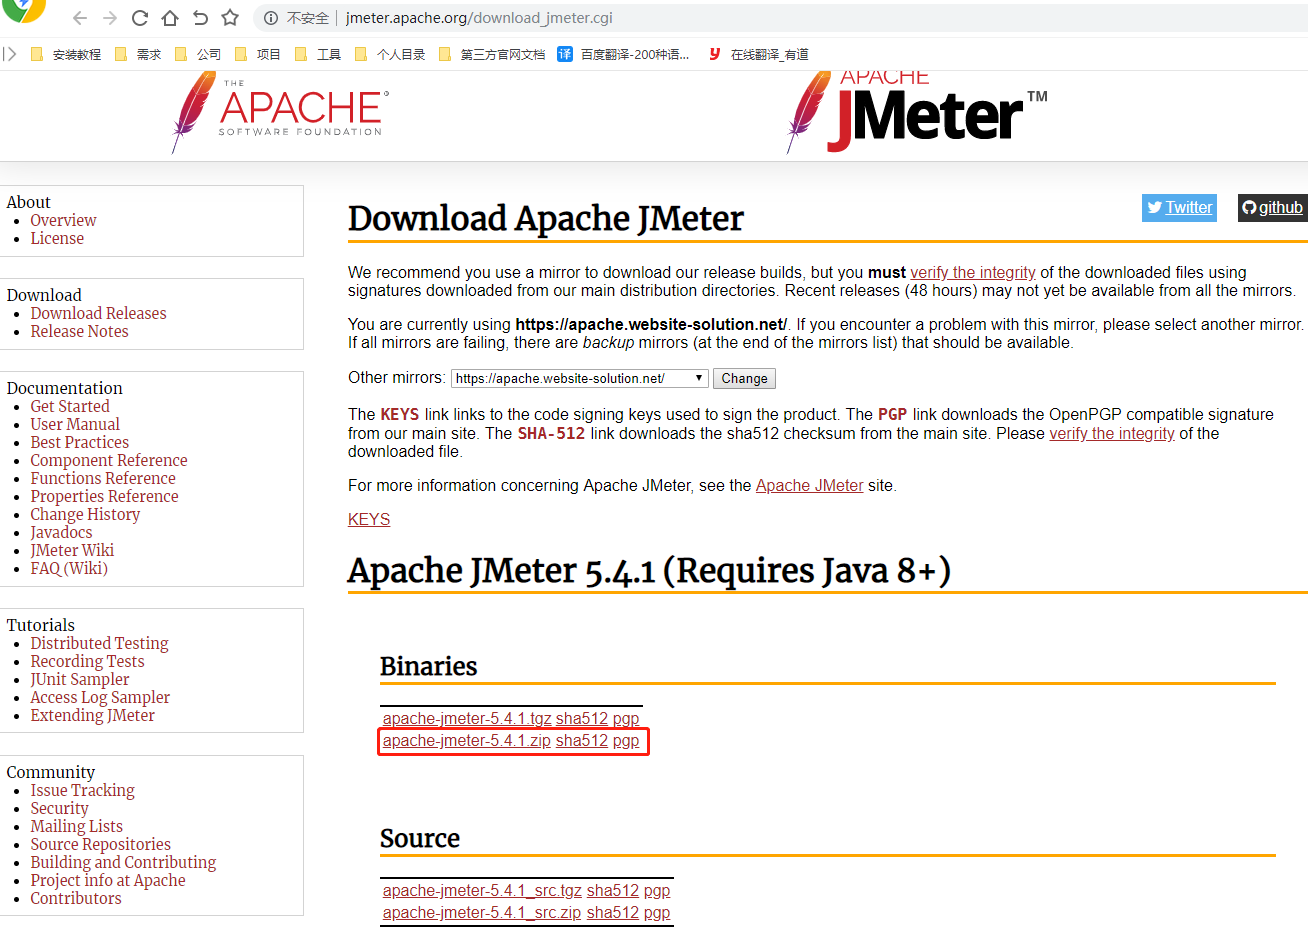 不安全 jmeter.apache.org/download_jmeter.cgi
安装教程 需求 公司 项目 工具 个人目录 第三方官网文档 译 百度翻译-200种语... y 在线翻译_有道
THE
APACHE
SOFTWARE FOUNDATION
APACHE
JMeter™
About
Overview
License
Download
Download Releases
Release Notes
Documentation
Get Started
User Manual
Best Practices
Component Reference
Functions Reference
Properties Reference
Change History
Javadocs
JMeter Wiki
FAQ (Wiki)
Tutorials
Distributed Testing
Recording Tests
JUnit Sampler
Access Log Sampler
Extending JMeter
Community
Issue Tracking
Security
Mailing Lists
Source Repositories
Building and Contributing
Project info at Apache
Contributors
Twitter github
Download Apache JMeter
We recommend you use a mirror to download our release builds, but you must verify the integrity of the downloaded files using
signatures downloaded from our main distribution directories. Recent releases (48 hours) may not yet be available from all the mirrors.
You are currently using https://apache.website-solution.net/. If you encounter a problem with this mirror, please select another mirror.
If all mirrors are failing, there are backup mirrors (at the end of the mirrors list) that should be available.
Other mirrors: https://apache.website-solution.net/ Change
The KEYS link links to the code signing keys used to sign the product. The PGP link downloads the OpenPGP compatible signature
from our main site. The SHA-512 link downloads the sha512 checksum from the main site. Please verify the integrity of the
downloaded file.
For more information concerning Apache JMeter, see the Apache JMeter site.
KEYS
Apache JMeter 5.4.1 (Requires Java 8+)
Binaries
apache-jmeter-5.4.1.tgz sha512 pgp
apache-jmeter-5.4.1.zip sha512 pgp
Source
apache-jmeter-5.4.1_src.tgz sha512 pgp
apache-jmeter-5.4.1_src.zip sha512 pgp